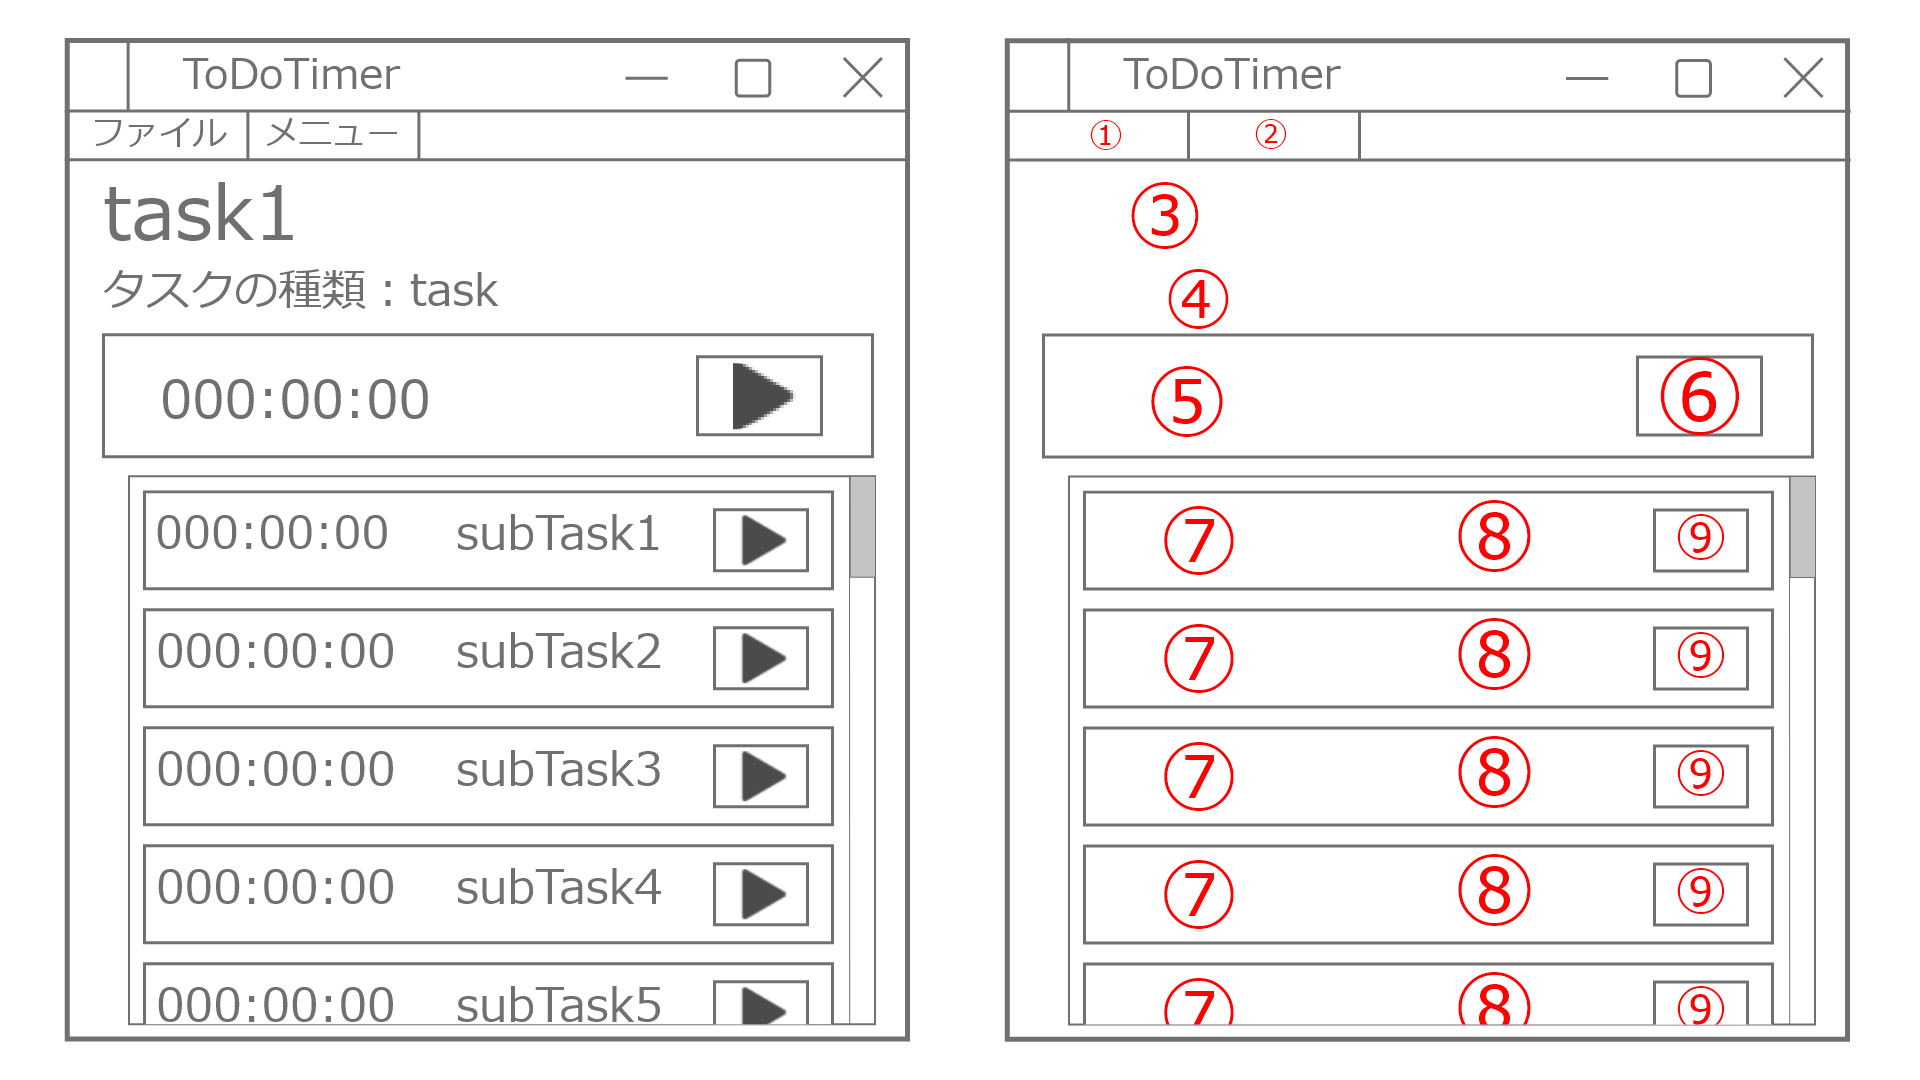 ToDoTimer
ファイル メニュー
task1
タスクの種類：task
000:00:00
000:00:00 subTask1
000:00:00 subTask2
000:00:00 subTask3
000:00:00 subTask4
000:00:00 subTask5
ToDoTimer
① ②
③
④
⑤ ⑥
⑦ ⑧ ⑨
⑦ ⑧ ⑨
⑦ ⑧ ⑨
⑦ ⑧ ⑨
⑦ ⑧ ⑨